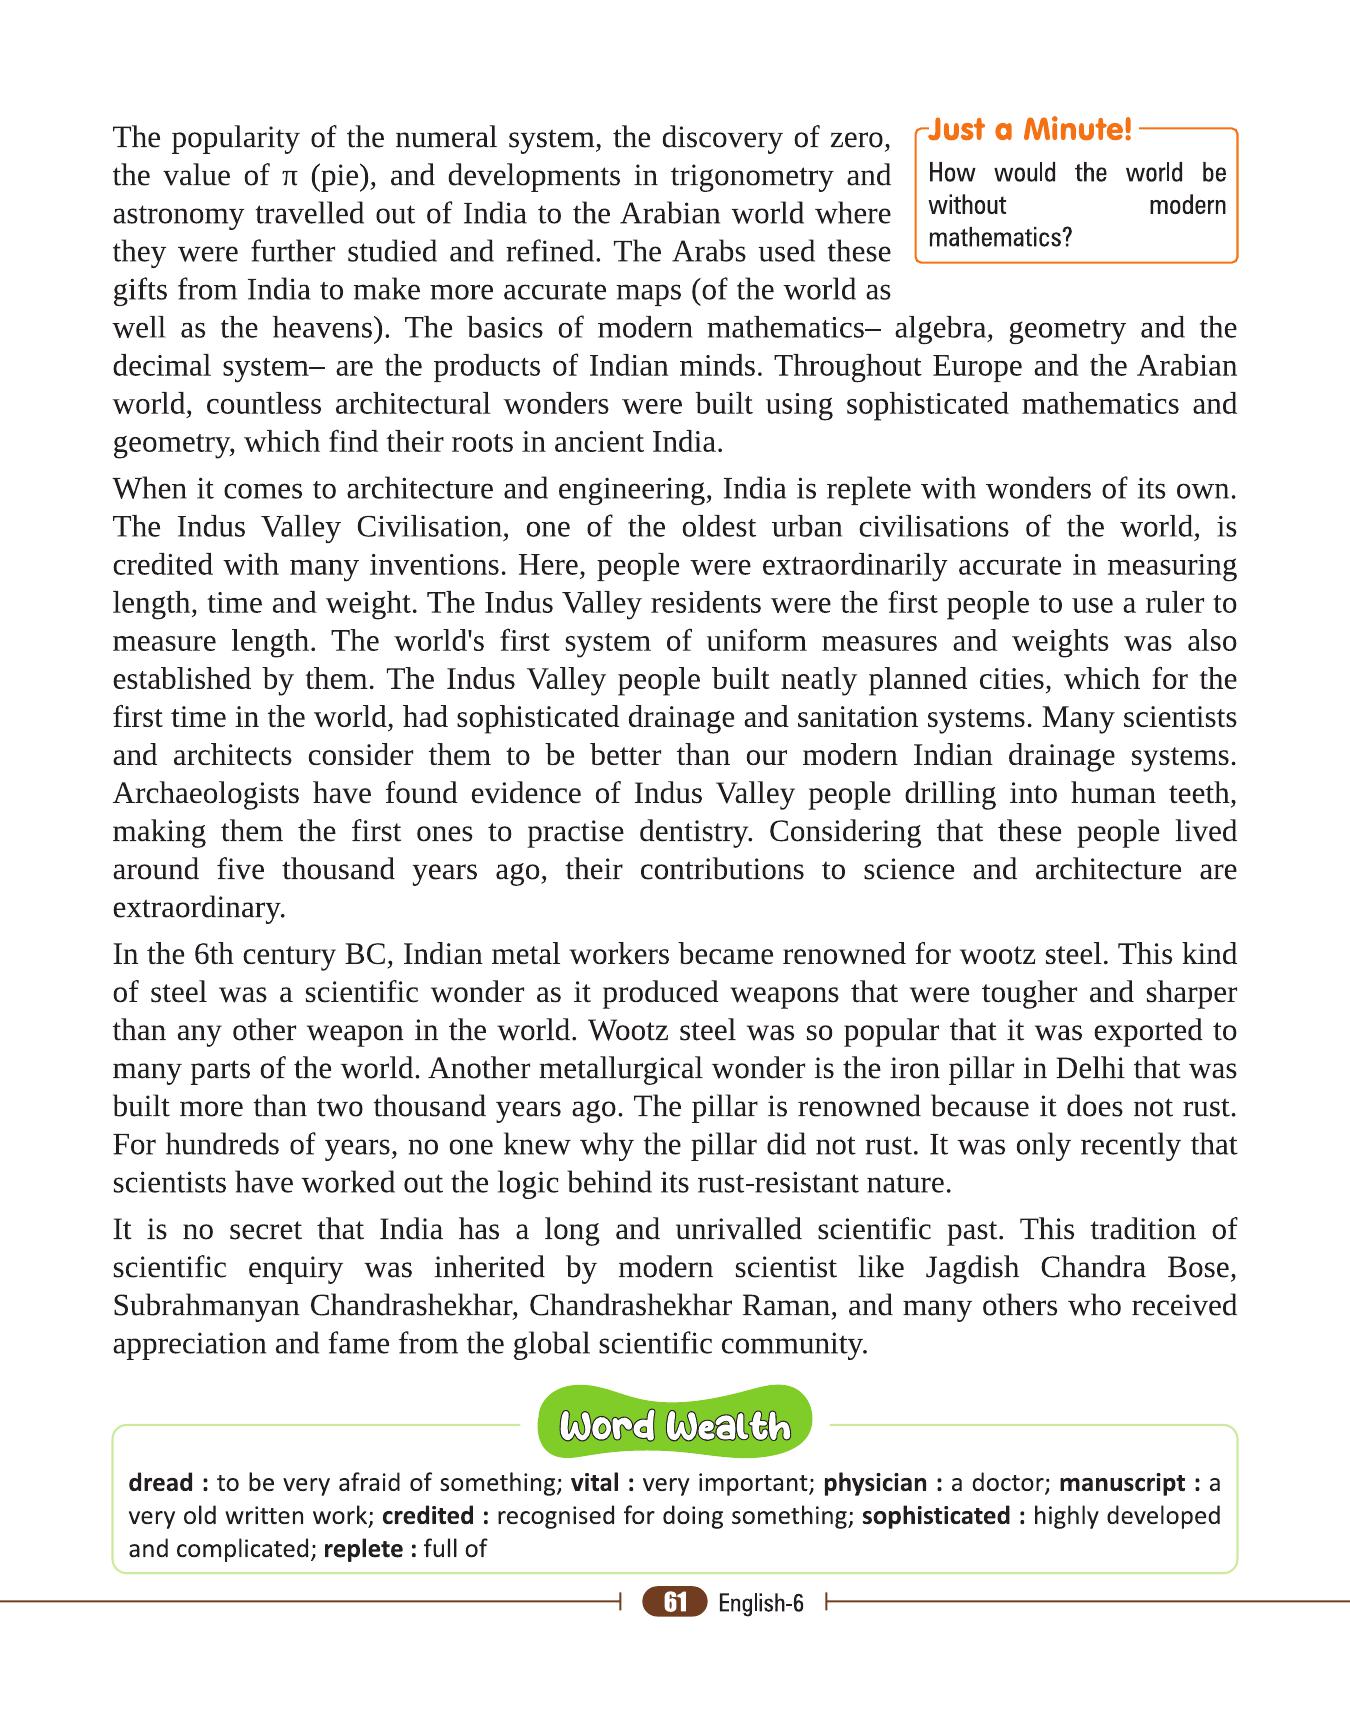 The popularity of the numeral system, the discovery of zero,
the value of π (pie), and developments in trigonometry and
astronomy travelled out of India to the Arabian world where
they were further studied and refined. The Arabs used these
gifts from India to make more accurate maps (of the world as
Just a Minute!
How would the world be
without modern
mathematics?
well as the heavens). The basics of modern mathematics– algebra, geometry and the
decimal system– are the products of Indian minds. Throughout Europe and the Arabian
world, countless architectural wonders were built using sophisticated mathematics and
geometry, which find their roots in ancient India.
When it comes to architecture and engineering, India is replete with wonders of its own.
The Indus Valley Civilisation, one of the oldest urban civilisations of the world, is
credited with many inventions. Here, people were extraordinarily accurate in measuring
length, time and weight. The Indus Valley residents were the first people to use a ruler to
measure length. The world's first system of uniform measures and weights was also
established by them. The Indus Valley people built neatly planned cities, which for the
first time in the world, had sophisticated drainage and sanitation systems. Many scientists
and architects consider them to be better than our modern Indian drainage systems.
Archaeologists have found evidence of Indus Valley people drilling into human teeth,
making them the first ones to practise dentistry. Considering that these people lived
around five thousand years ago, their contributions to science and architecture are
extraordinary.
In the 6th century BC, Indian metal workers became renowned for wootz steel. This kind
of steel was a scientific wonder as it produced weapons that were tougher and sharper
than any other weapon in the world. Wootz steel was so popular that it was exported to
many parts of the world. Another metallurgical wonder is the iron pillar in Delhi that was
built more than two thousand years ago. The pillar is renowned because it does not rust.
For hundreds of years, no one knew why the pillar did not rust. It was only recently that
scientists have worked out the logic behind its rust-resistant nature.
It is no secret that India has a long and unrivalled scientific past. This tradition of
scientific enquiry was inherited by modern scientist like Jagdish Chandra Bose,
Subrahmanyan Chandrashekhar, Chandrashekhar Raman, and many others who received
appreciation and fame from the global scientific community.
Word Wealth
dread : to be very afraid of something; vital : very important; physician : a doctor; manuscript : a
very old written work; credited : recognised for doing something; sophisticated : highly developed
and complicated; replete : full of
61 English-6